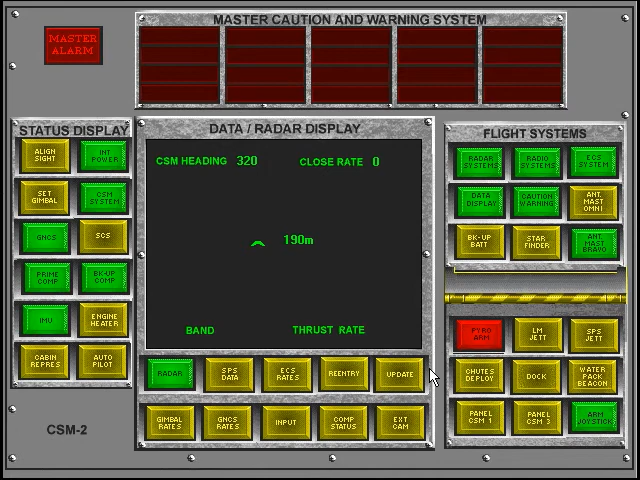 MASTER CAUTION AND WARNING SYSTEM
MASTER
ALARM
STATUS DISPLAY
ALIGN
SIGHT
INT
POWER
SET
GIMBAL
CSM
SYSTEM
GNCS
SCS
PRIME
COMP
BK-UP
COMP
IMU
ENGINE
HEATER
CABIN
REPRES
AUTO
PILOT
CSM-2
DATA / RADAR DISPLAY
CSM HEADING 320
CLOSE RATE 0
190m
BAND
THRUST RATE
RADAR
SPS
DATA
ECS
RATES
REENTRY
UPDATE
GIMBAL
RATES
GNCS
RATES
INPUT
COMP
STATUS
EXT
CAM
FLIGHT SYSTEMS
RADAR
SYSTEMS
RADIO
SYSTEMS
ECS
SYSTEM
DATA
DISPLAY
CAUTION
WARNING
ANT.
MAST
OMNI
BK-UP
BATT
STAR
FINDER
ANT.
MAST
BRAVO
PYRO
ARM
LM
JETT
SPS
JETT
CHUTES
DEPLOY
DOCK
WATER
PACK
BEACON
PANEL
CSM 1
PANEL
CSM 3
ARM
JOYSTICK